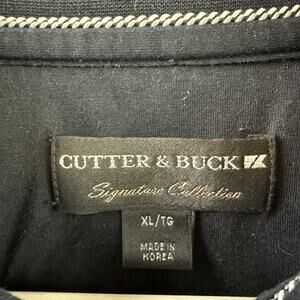 CUTTER & BUCK
Signature Collection
XL/TG
MADE IN
KOREA